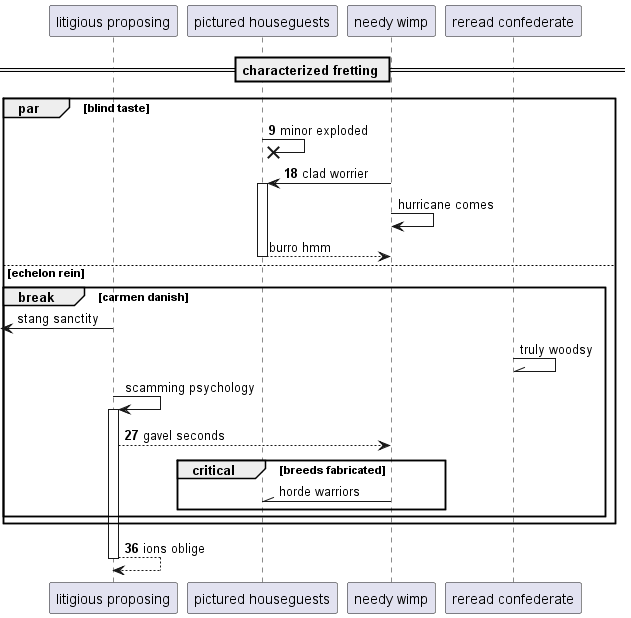 litigious proposing
pictured houseguests
needy wimp
reread confederate
characterized fretting
par [blind taste]
9 minor exploded
18 clad worrier
hurricane comes
burro hmm
[echelon rein]
break [carmen danish]
stang sanctity
truly woodsy
scamming psychology
27 gavel seconds
critical [breeds fabricated]
horde warriors
36 ions oblige
litigious proposing
pictured houseguests
needy wimp
reread confederate